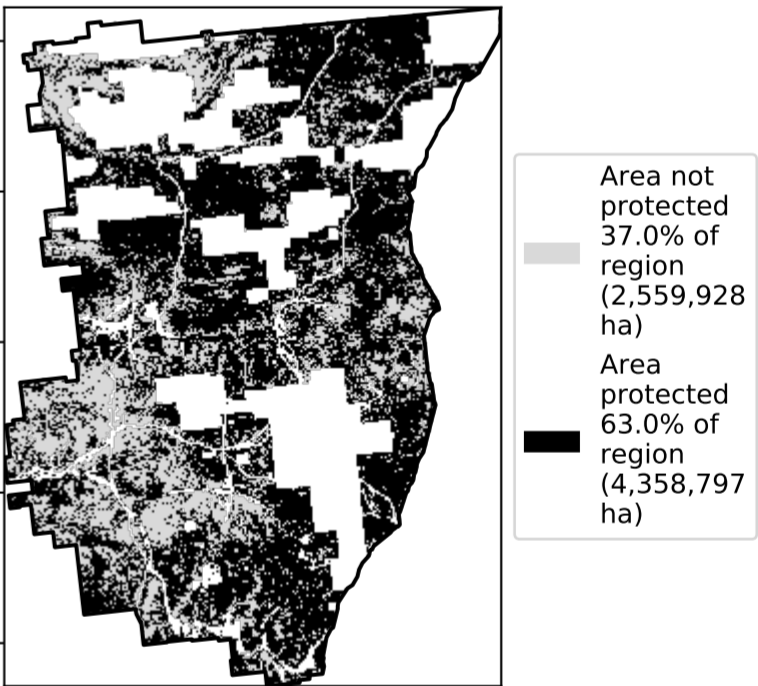 Area not
protected
37.0% of
region
(2,559,928
ha)
Area
protected
63.0% of
region
(4,358,797
ha)